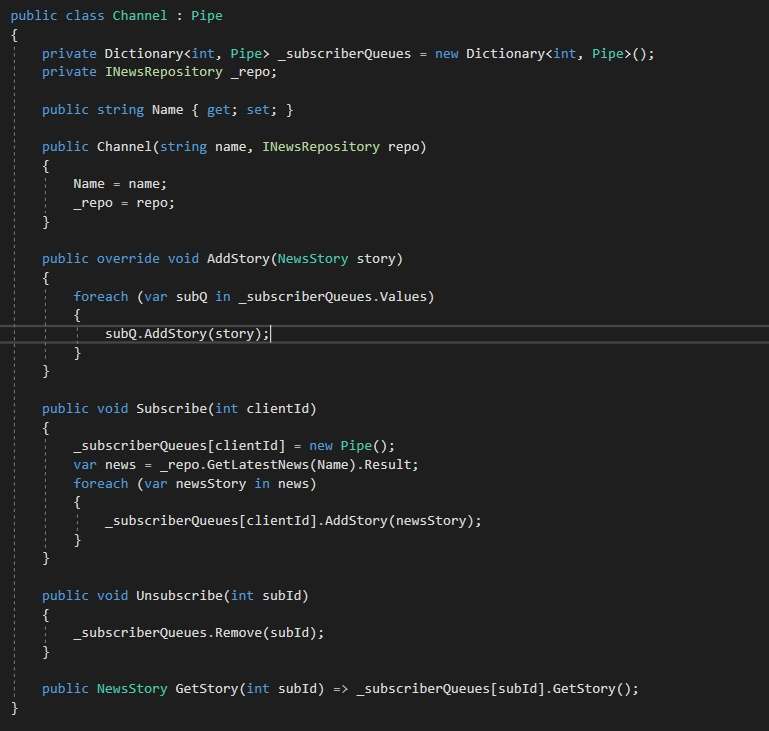 public class Channel : Pipe
{
    private Dictionary<int, Pipe> _subscriberQueues = new Dictionary<int, Pipe>();
    private INewsRepository _repo;

    public string Name { get; set; }

    public Channel(string name, INewsRepository repo)
    {
        Name = name;
        _repo = repo;
    }

    public override void AddStory(NewsStory story)
    {
        foreach (var subQ in _subscriberQueues.Values)
        {
            subQ.AddStory(story);
        }
    }

    public void Subscribe(int clientId)
    {
        _subscriberQueues[clientId] = new Pipe();
        var news = _repo.GetLatestNews(Name).Result;
        foreach (var newsStory in news)
        {
            _subscriberQueues[clientId].AddStory(newsStory);
        }
    }

    public void Unsubscribe(int subId)
    {
        _subscriberQueues.Remove(subId);
    }

    public NewsStory GetStory(int subId) => _subscriberQueues[subId].GetStory();
}